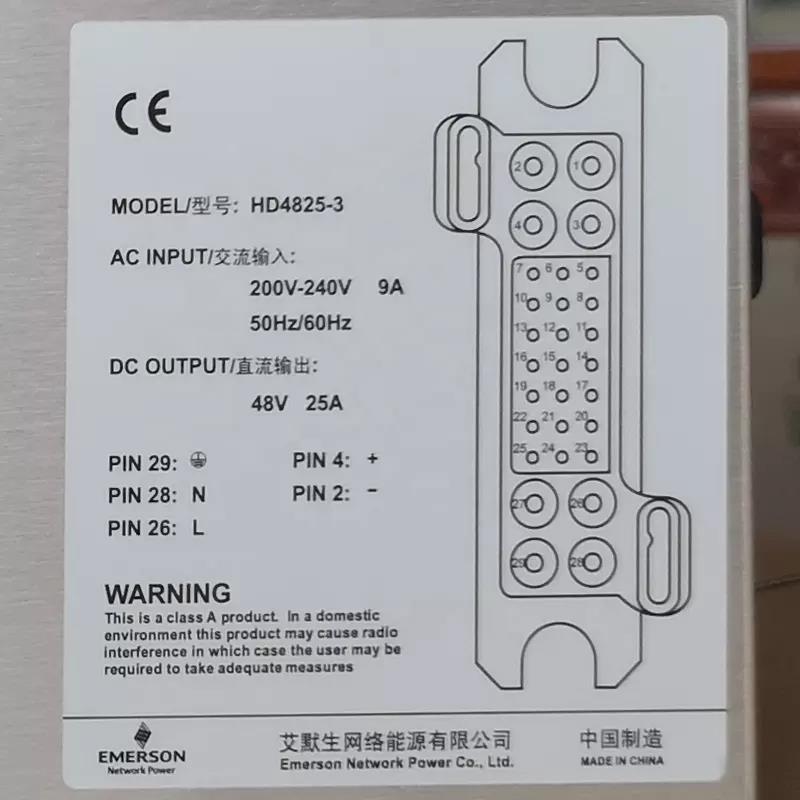 CE
MODEL/型号: HD4825-3
AC INPUT/交流输入:
200V-240V 9A
50Hz/60Hz
DC OUTPUT/直流输出:
48V 25A
PIN 29:
PIN 4: +
PIN 28: N
PIN 2: −
PIN 26: L
WARNING
This is a class A product. In a domestic
environment this product may cause radio
interference in which case the user may be
required to take adequate measures
2 1
4 3
7 6 5
10 9 8
13 12 11
16 15 14
19 18 17
22 21 20
25 24 23
27 26
29 28
EMERSON
Network Power
艾默生网络能源有限公司
Emerson Network Power Co., Ltd.
中国制造
MADE IN CHINA